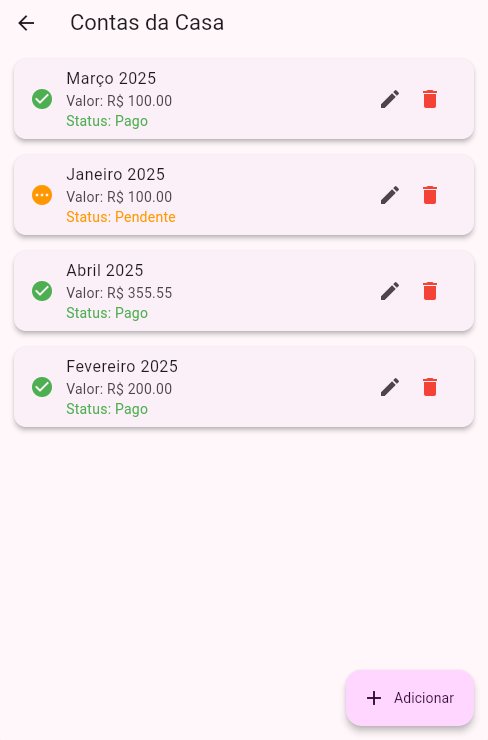 Contas da Casa
Março 2025
Valor: R$ 100.00
Status: Pago
Janeiro 2025
Valor: R$ 100.00
Status: Pendente
Abril 2025
Valor: R$ 355.55
Status: Pago
Fevereiro 2025
Valor: R$ 200.00
Status: Pago
Adicionar